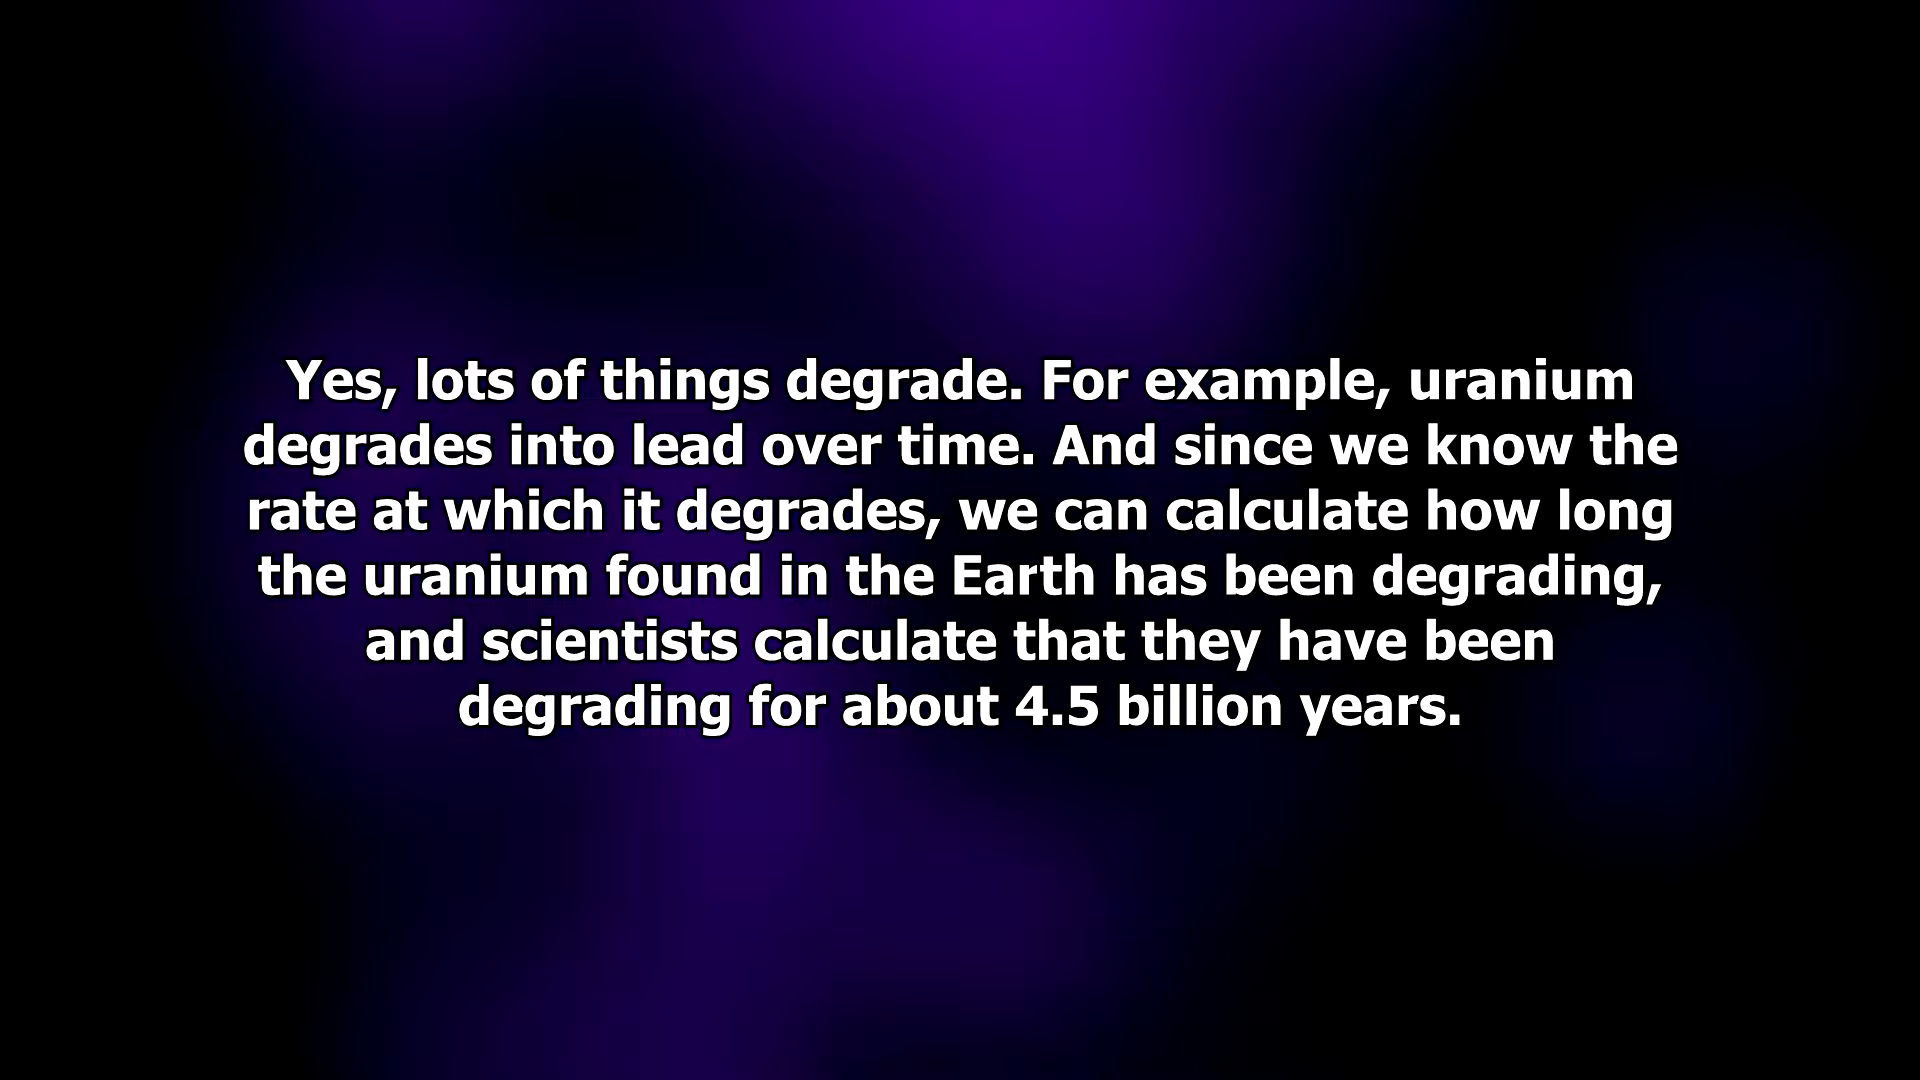 Yes, lots of things degrade. For example, uranium
degrades into lead over time. And since we know the
rate at which it degrades, we can calculate how long
the uranium found in the Earth has been degrading,
and scientists calculate that they have been
degrading for about 4.5 billion years.